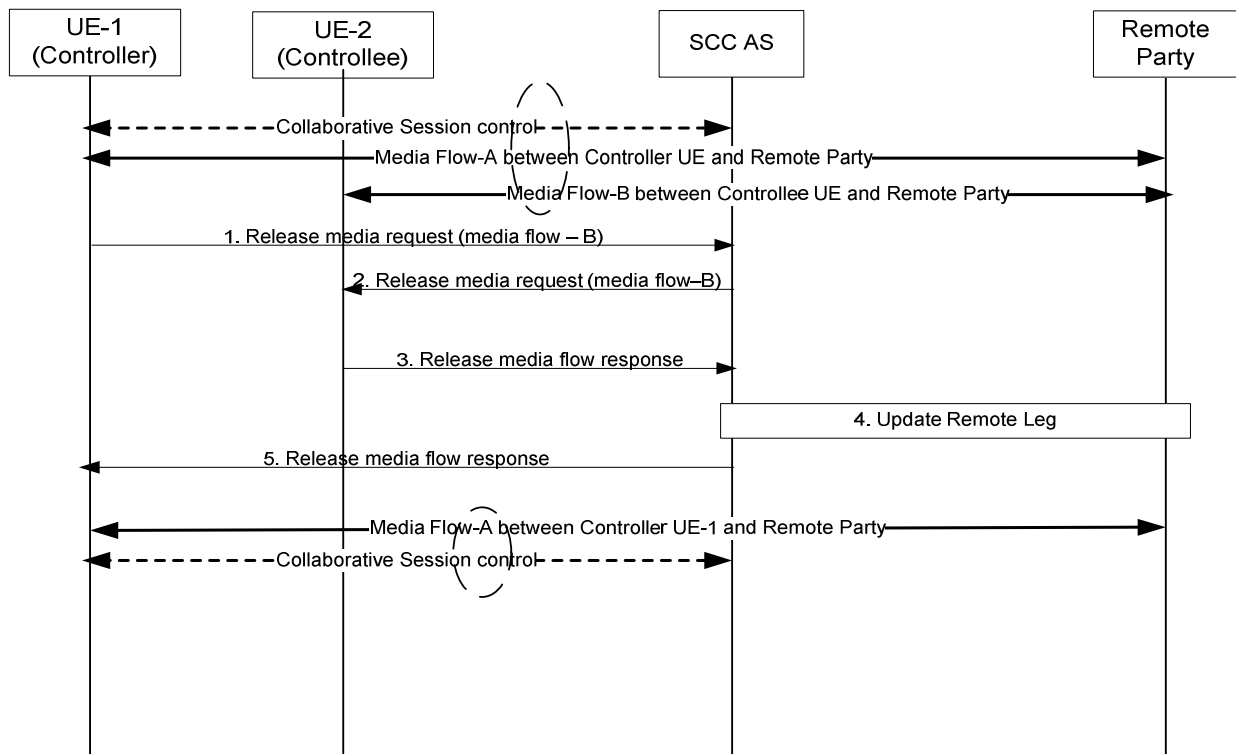 UE-1
(Controller)
UE-2
(Controllee)
SCC AS
Remote
Party
Collaborative Session control
Media Flow-A between Controller UE and Remote Party
Media Flow-B between Controllee UE and Remote Party
1. Release media request (media flow – B)
2. Release media request (media flow–B)
3. Release media flow response
4. Update Remote Leg
5. Release media flow response
Media Flow-A between Controller UE-1 and Remote Party
Collaborative Session control